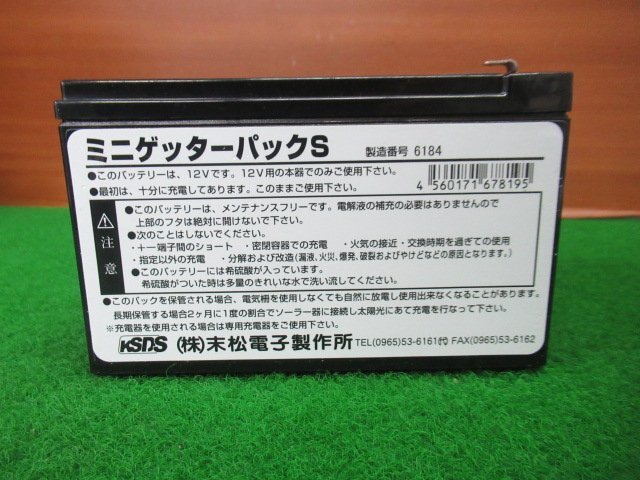 ミニゲッターパックS 製造番号 6184
●このバッテリーは、12Vです。12V用の本器でのみご使用下さい。
●最初は、十分に充電してあります。このままご使用下さい。
4 560171 678195
注意
●このバッテリーは、メンテナンスフリーです。電解液の補充の必要はありませんので
上部のフタは絶対に開けないで下さい。
●次のことはしないでください。
・+-端子間のショート ・密閉容器での充電 ・火気の接近・交換時期を過ぎての使用
・指定以外の充電 ・分解および改造(漏液、火災、爆発、破裂およびやけどなどの原因となります。)
●このバッテリーには希硫酸が入っています。
希硫酸がついた時は多量のきれいな水で洗い流してください。
●このパックを保管される場合、電気柵を使用しなくても自然に放電し使用出来なくなることがあります。
長期保管する場合2ヶ月に1度の割合でソーラー器に接続し太陽光にあて充電を行なって下さい。
※充電器を使用される場合は専用充電器をご使用ください。
KSDS (株)末松電子製作所 TEL(0965)53-6161(代) FAX(0965)53-6162